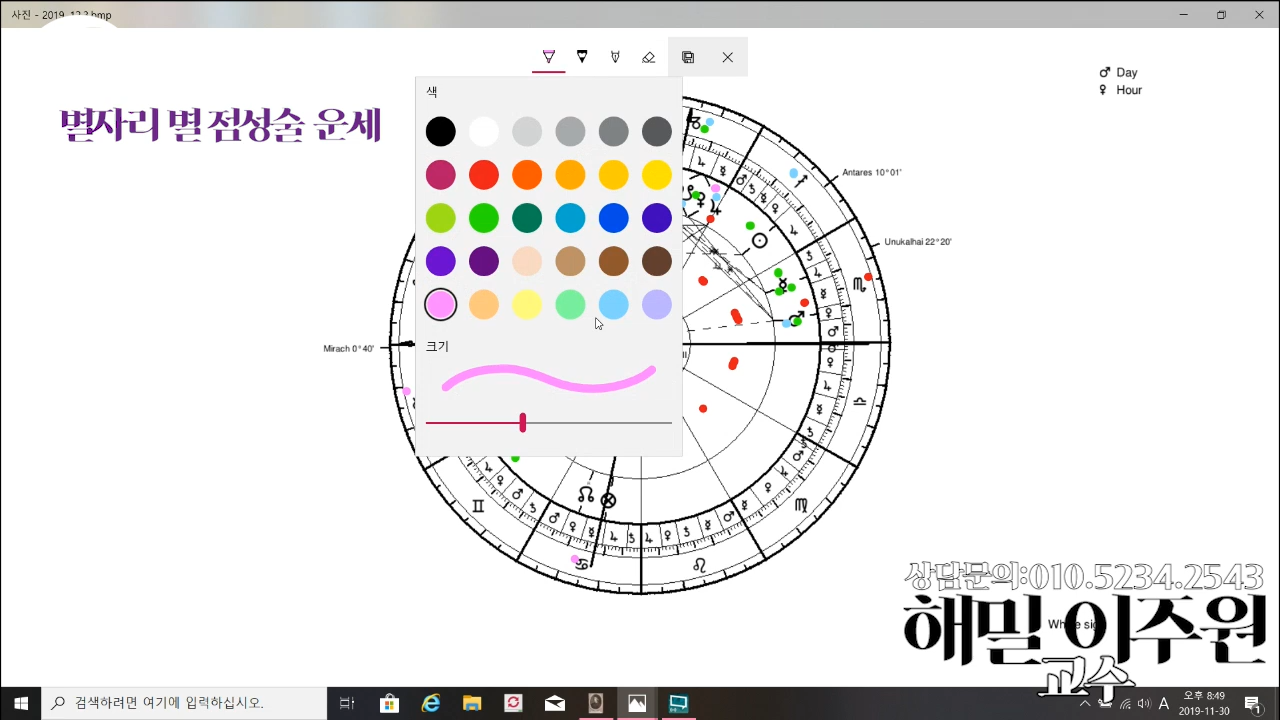 사진 - 2019_12.3.bmp
별자리 별 점성술 운세
색
크기
♂ Day
♀ Hour
Antares 10°01'
Unukalhai 22°20'
Mirach 0°40'
상담문의:010.5234.2543
해밀 이주원
교수
검색하려면 여기에 입력하십시오.
A
오후 8:49
2019-11-30
1